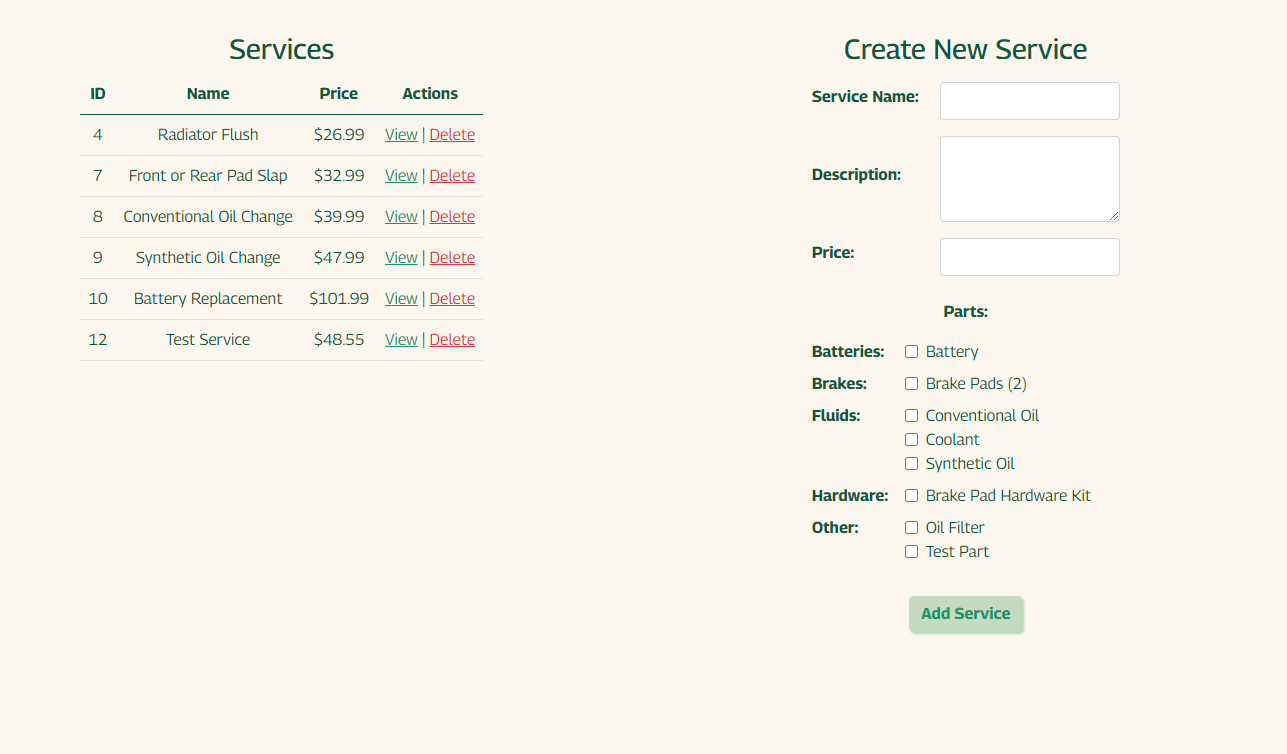 Services
ID Name Price Actions
4 Radiator Flush $26.99 View | Delete
7 Front or Rear Pad Slap $32.99 View | Delete
8 Conventional Oil Change $39.99 View | Delete
9 Synthetic Oil Change $47.99 View | Delete
10 Battery Replacement $101.99 View | Delete
12 Test Service $48.55 View | Delete
Create New Service
Service Name:
Description:
Price:
Parts:
Batteries: Battery
Brakes: Brake Pads (2)
Fluids: Conventional Oil
Coolant
Synthetic Oil
Hardware: Brake Pad Hardware Kit
Other: Oil Filter
Test Part
Add Service